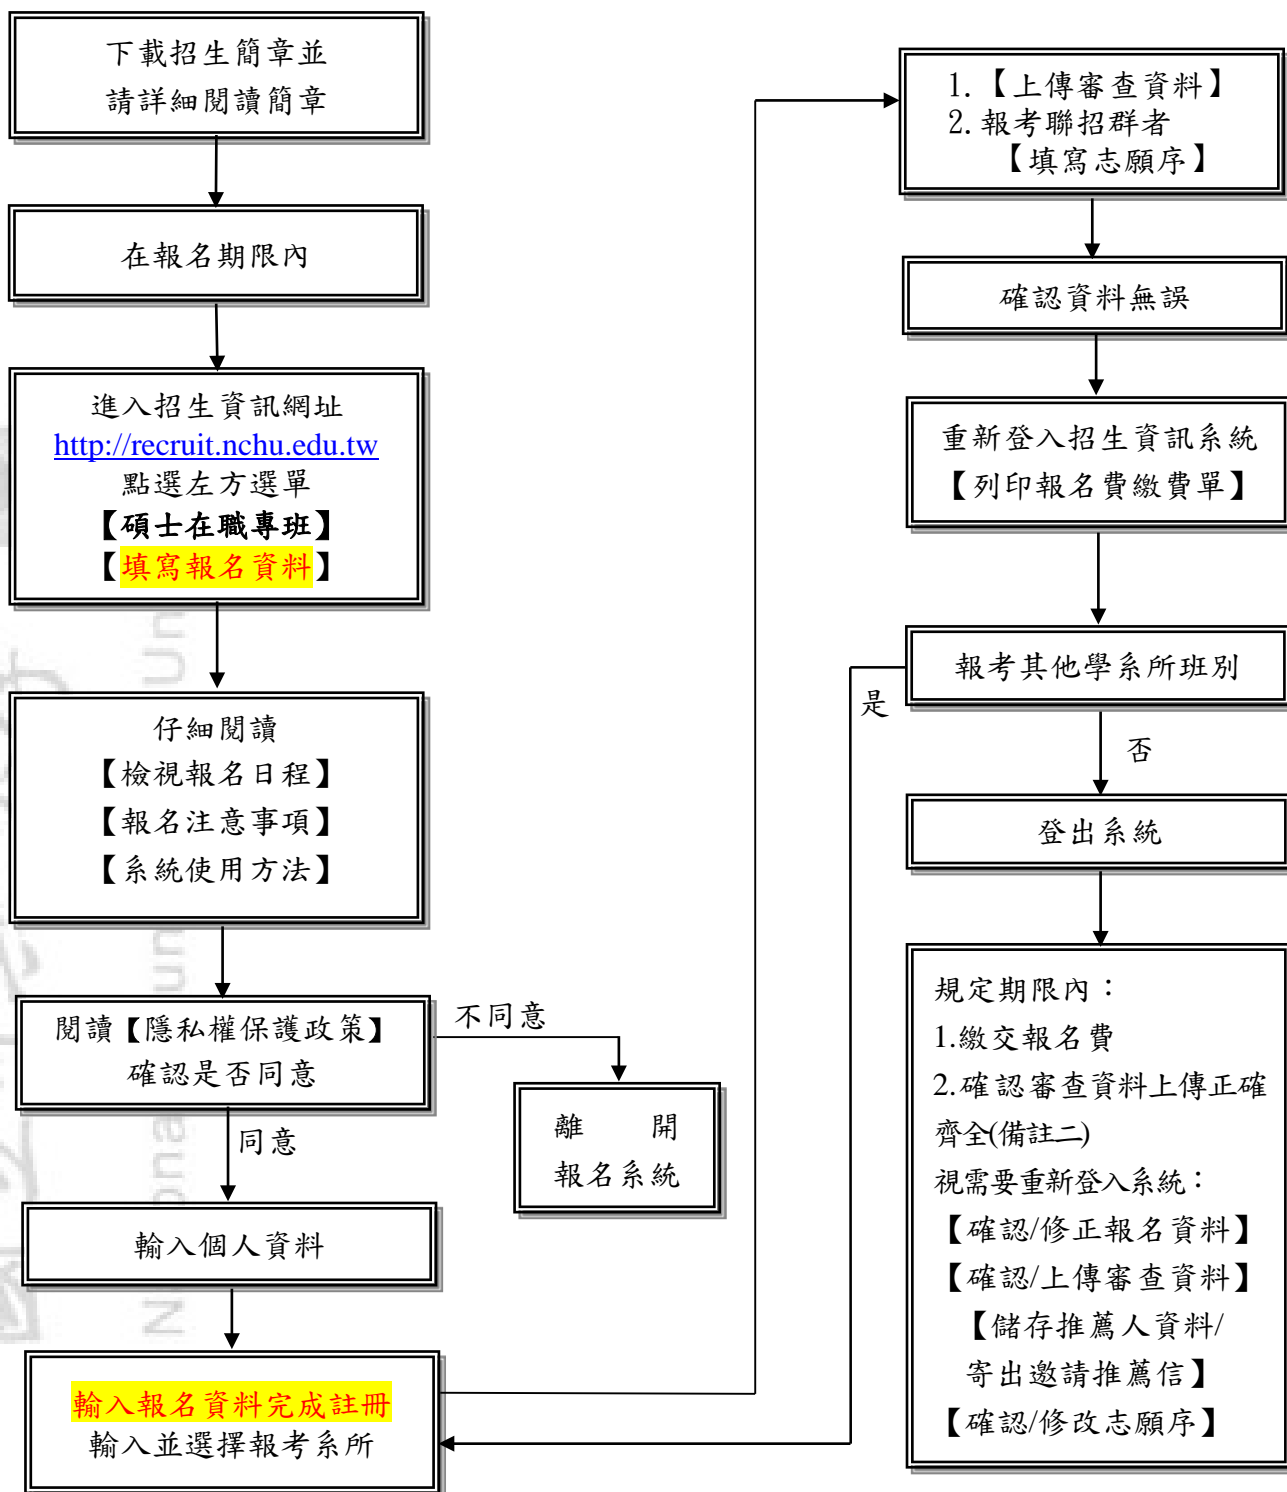 下載招生簡章並
請詳細閱讀簡章
在報名期限內
進入招生資訊網址
http://recruit.nchu.edu.tw
點選左方選單
【碩士在職專班】
【填寫報名資料】
仔細閱讀
【檢視報名日程】
【報名注意事項】
【系統使用方法】
閱讀【隱私權保護政策】
確認是否同意
不同意
離 開
報名系統
同意
輸入個人資料
輸入報名資料完成註冊
輸入並選擇報考系所
1.【上傳審查資料】
2.報考聯招群者
【填寫志願序】
確認資料無誤
重新登入招生資訊系統
【列印報名費繳費單】
報考其他學系所班別
是
否
登出系統
規定期限內：
1.繳交報名費
2.確認審查資料上傳正確
齊全(備註二)
視需要重新登入系統：
【確認/修正報名資料】
【確認/上傳審查資料】
【儲存推薦人資料/
寄出邀請推薦信】
【確認/修改志願序】